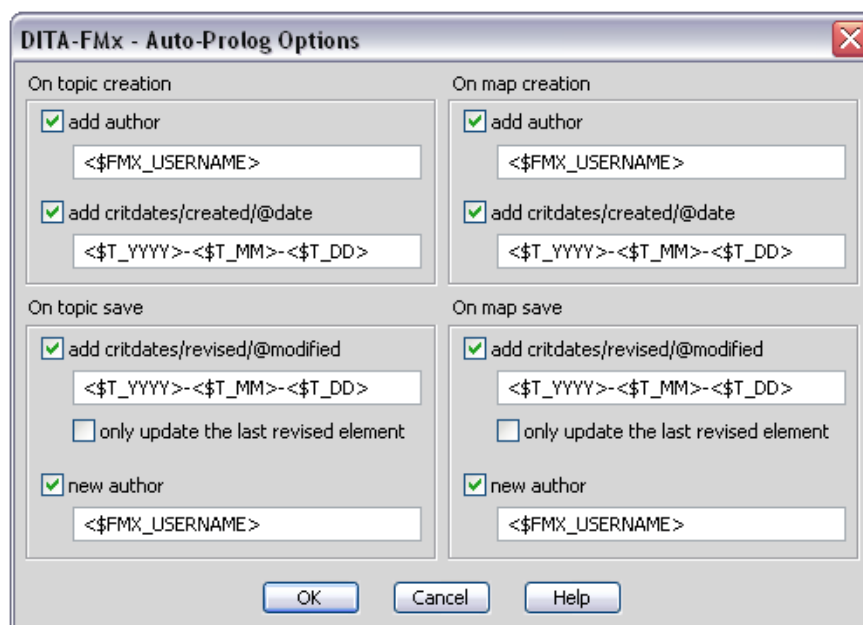 DITA-FMx - Auto-Prolog Options
On topic creation
add author
<$FMX_USERNAME>
add critdates/created/@date
<$T_YYYY>-<$T_MM>-<$T_DD>
On map creation
add author
<$FMX_USERNAME>
add critdates/created/@date
<$T_YYYY>-<$T_MM>-<$T_DD>
On topic save
add critdates/revised/@modified
<$T_YYYY>-<$T_MM>-<$T_DD>
only update the last revised element
new author
<$FMX_USERNAME>
On map save
add critdates/revised/@modified
<$T_YYYY>-<$T_MM>-<$T_DD>
only update the last revised element
new author
<$FMX_USERNAME>
OK
Cancel
Help